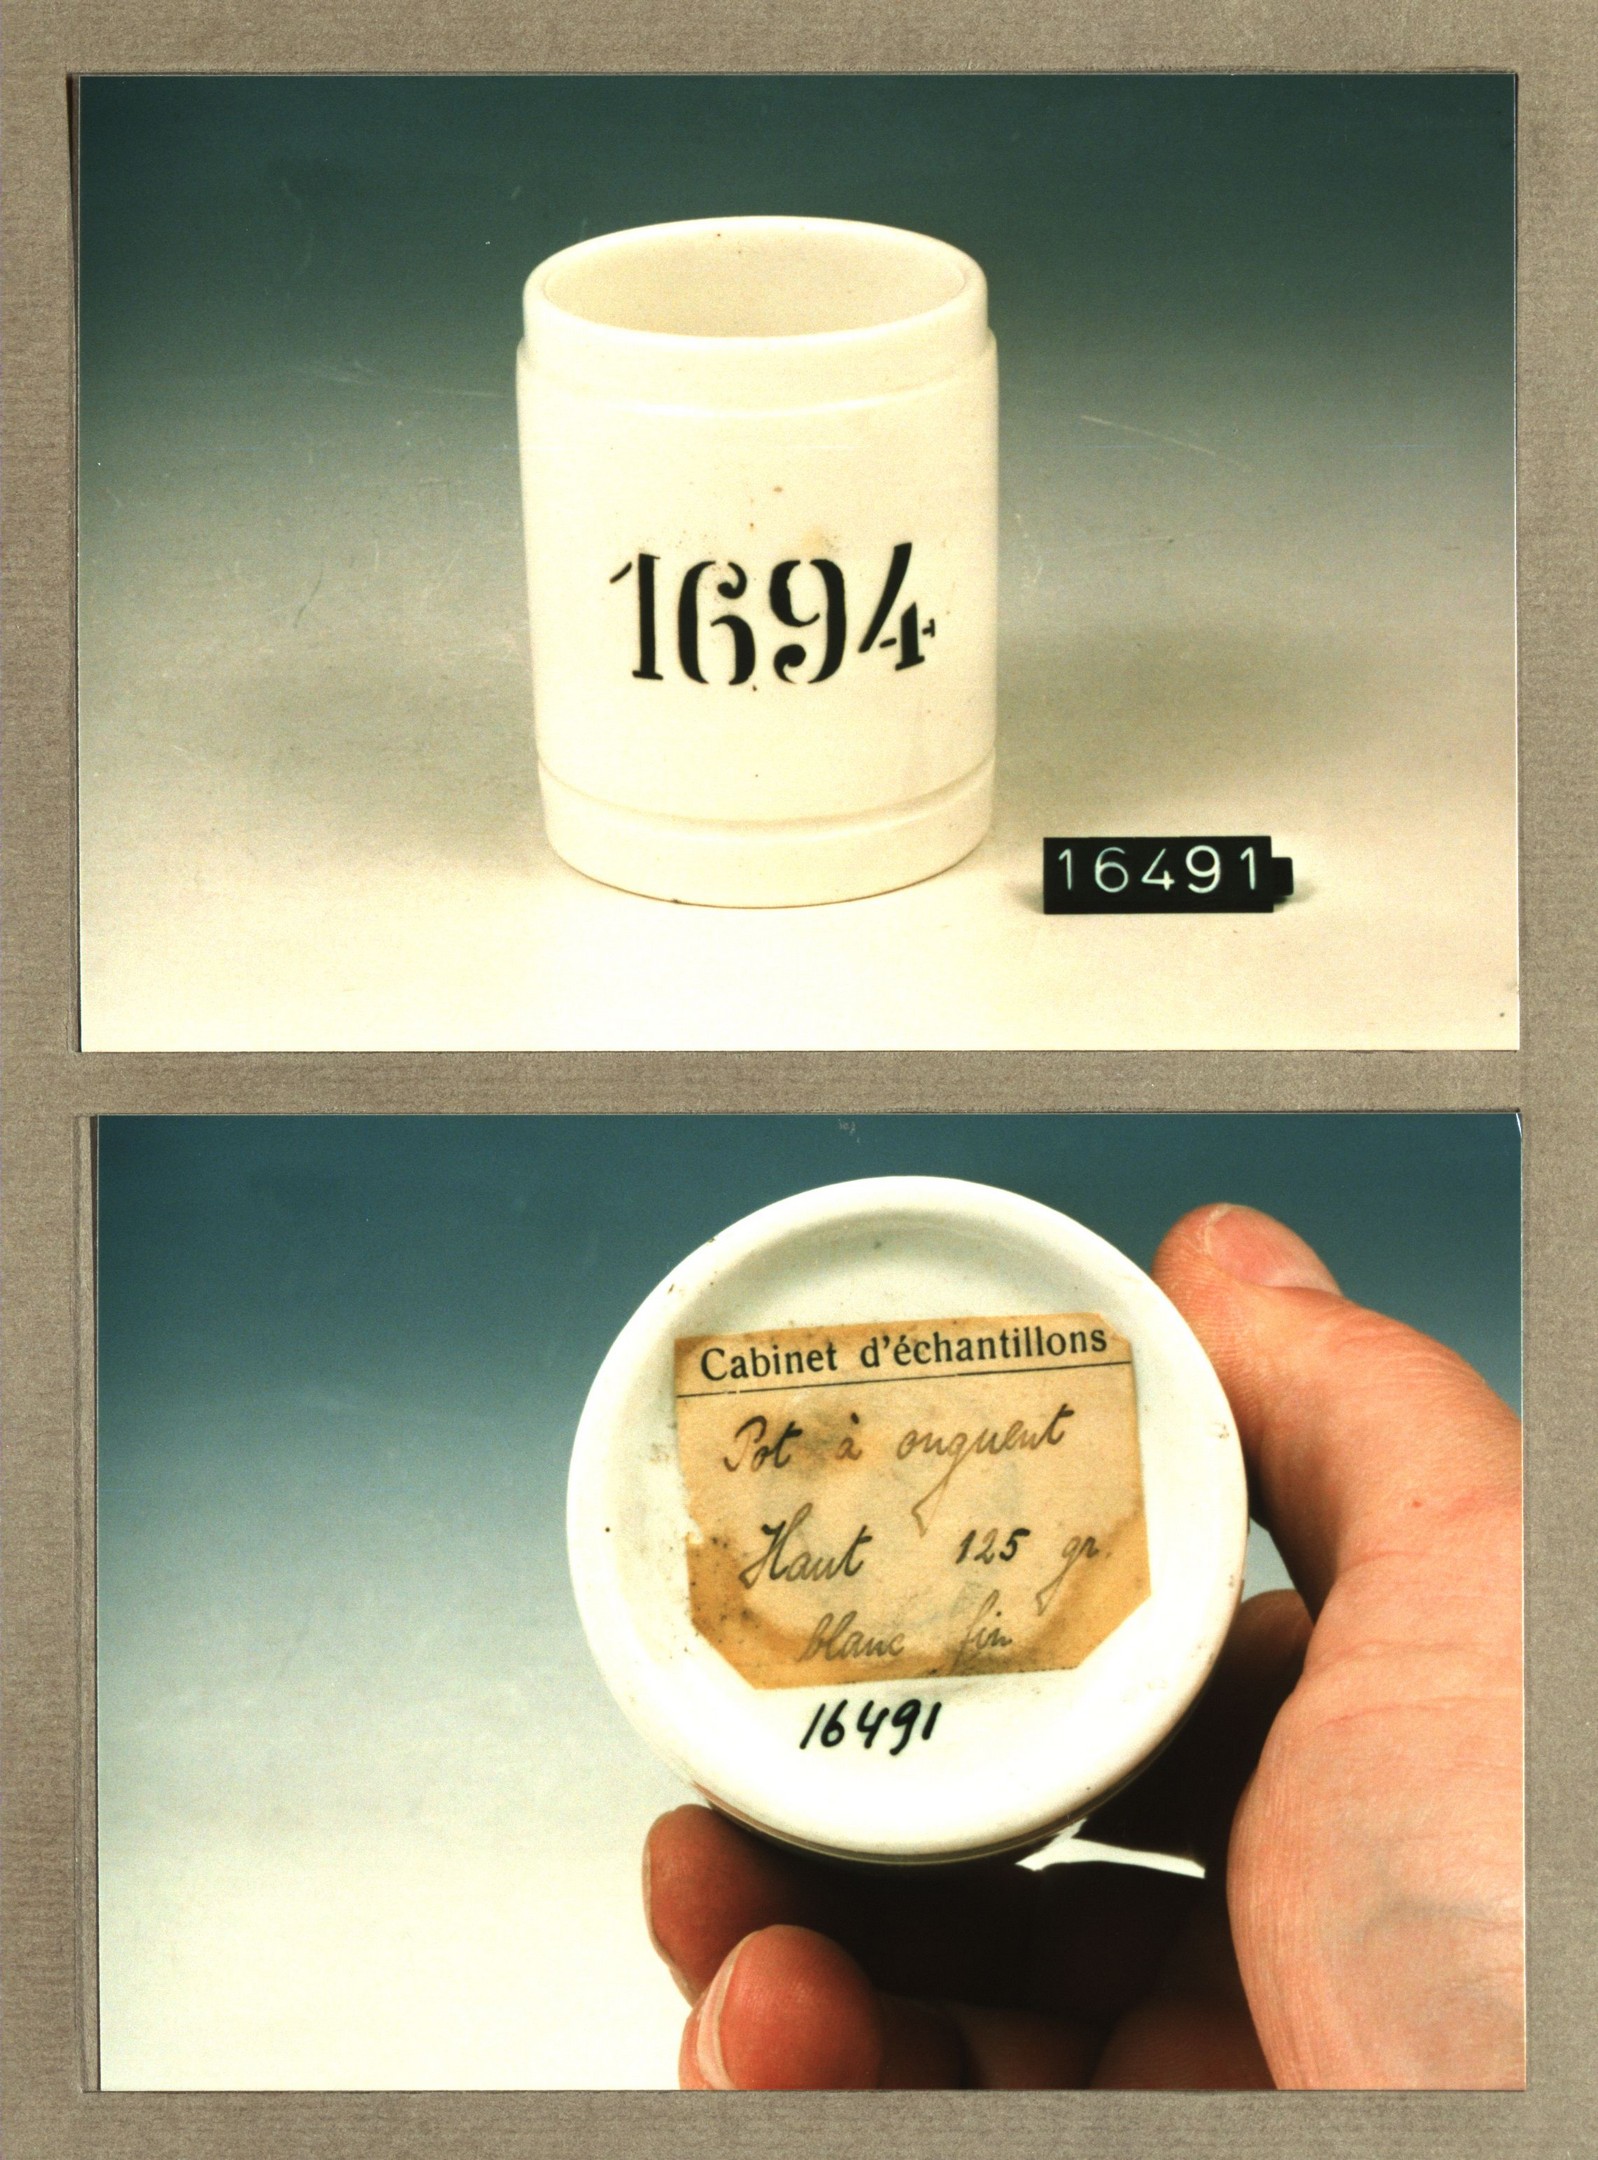 1694
16491
Cabinet d'échantillons
Pot à onguent
Haut 125 gr.
blanc fin
16491